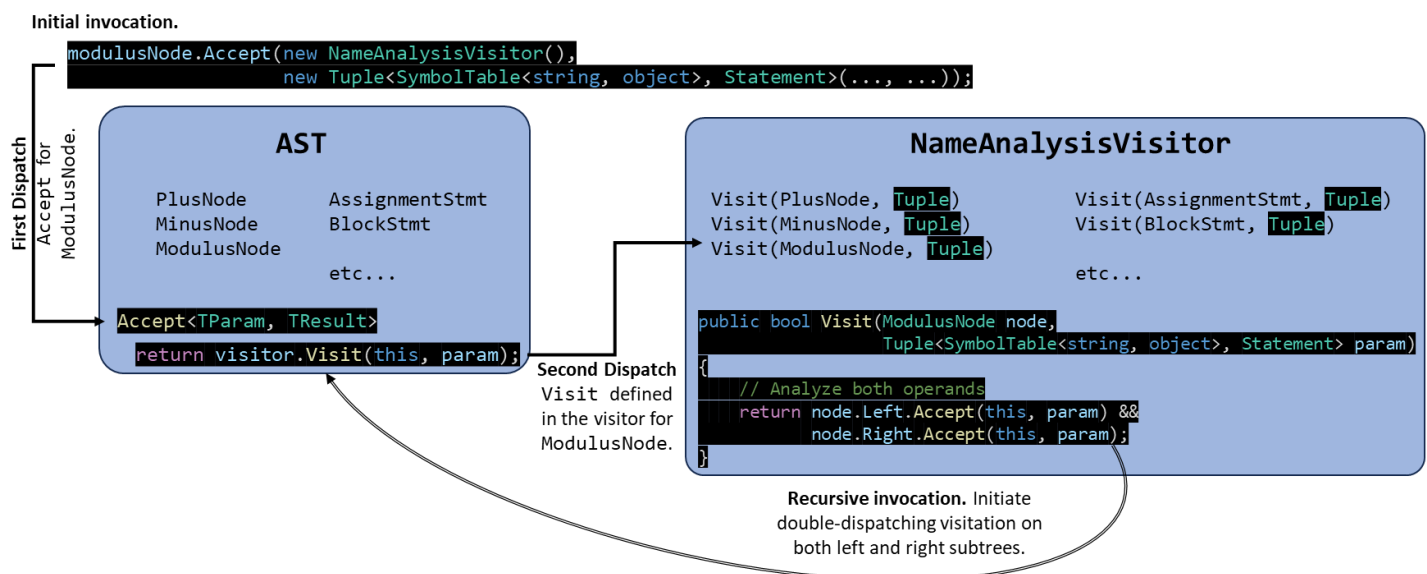 Initial invocation.
modulusNode.Accept(new NameAnalysisVisitor(),
new Tuple<SymbolTable<string, object>, Statement>(..., ...));
First Dispatch
Accept for
ModulusNode.
AST
PlusNode AssignmentStmt
MinusNode BlockStmt
ModulusNode
etc...
Accept<TParam, TResult>
return visitor.Visit(this, param);
Second Dispatch
Visit defined
in the visitor for
ModulusNode.
NameAnalysisVisitor
Visit(PlusNode, Tuple) Visit(AssignmentStmt, Tuple)
Visit(MinusNode, Tuple) Visit(BlockStmt, Tuple)
Visit(ModulusNode, Tuple)
etc...
public bool Visit(ModulusNode node,
Tuple<SymbolTable<string, object>, Statement> param)
{
// Analyze both operands
return node.Left.Accept(this, param) &&
node.Right.Accept(this, param);
}
Recursive invocation. Initiate
double-dispatching visitation on
both left and right subtrees.